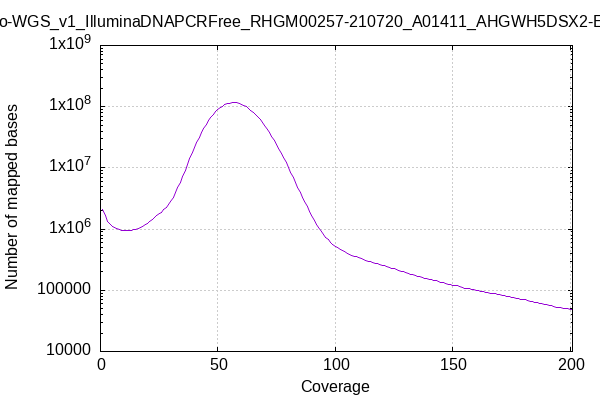 o-WGS_v1_IlluminaDNAPCRFree_RHGM00257-210720_A01411_AHGWH5DSX2-E
1x10^9
1x10^8
1x10^7
1x10^6
100000
10000
Number of mapped bases
0 50 100 150 200
Coverage